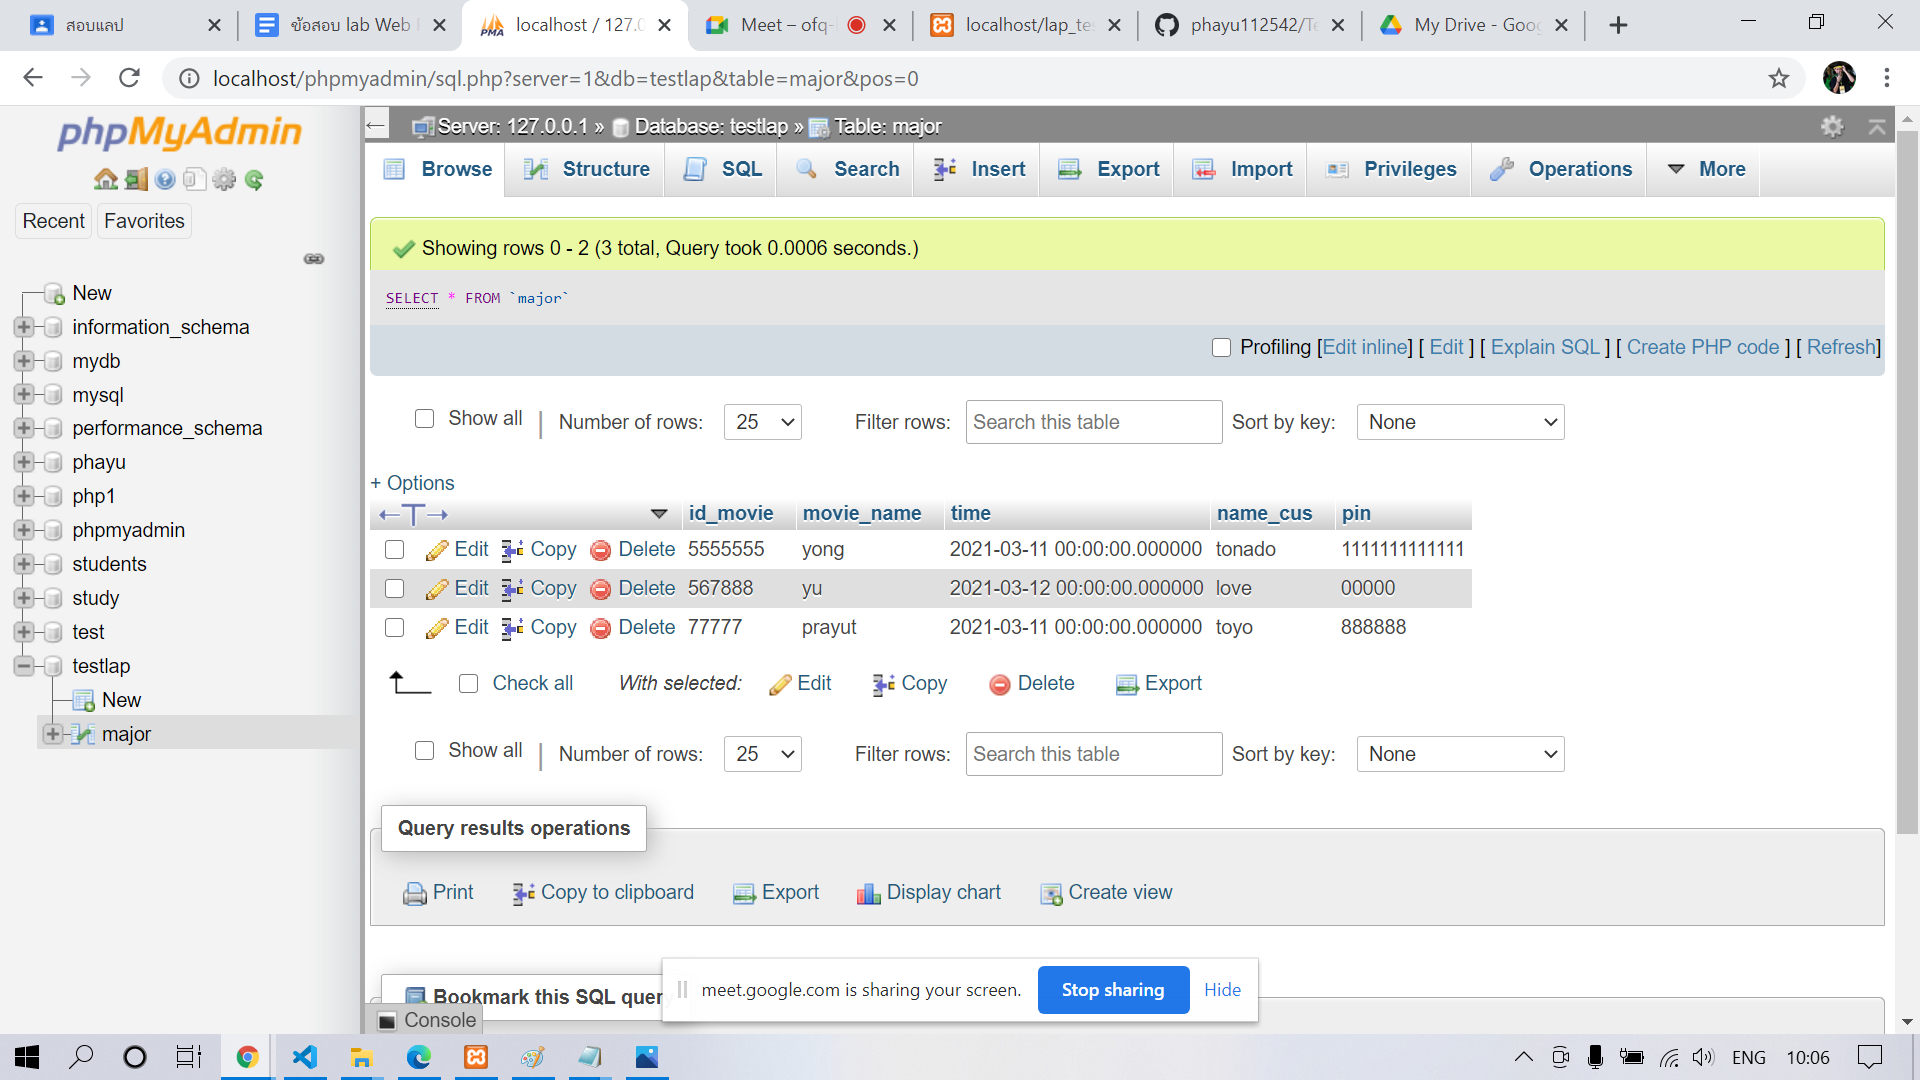 สอบแลป
ข้อสอบ lab Web
localhost / 127.0
Meet – ofq-
localhost/lap_te
phayu112542/Te
My Drive - Goog
localhost/phpmyadmin/sql.php?server=1&db=testlap&table=major&pos=0
phpMyAdmin
Recent
Favorites
New
information_schema
mydb
mysql
performance_schema
phayu
php1
phpmyadmin
students
study
test
testlap
New
major
Server: 127.0.0.1 » Database: testlap » Table: major
Browse
Structure
SQL
Search
Insert
Export
Import
Privileges
Operations
More
Showing rows 0 - 2 (3 total, Query took 0.0006 seconds.)
SELECT * FROM `major`
Profiling [Edit inline] [ Edit ] [ Explain SQL ] [ Create PHP code ] [ Refresh]
Show all | Number of rows: 25 Filter rows: Search this table Sort by key: None
+ Options
←T→ id_movie movie_name time name_cus pin
Edit Copy Delete 5555555 yong 2021-03-11 00:00:00.000000 tonado 1111111111111
Edit Copy Delete 567888 yu 2021-03-12 00:00:00.000000 love 00000
Edit Copy Delete 77777 prayut 2021-03-11 00:00:00.000000 toyo 888888
Check all With selected: Edit Copy Delete Export
Show all | Number of rows: 25 Filter rows: Search this table Sort by key: None
Query results operations
Print Copy to clipboard Export Display chart Create view
Bookmark this SQL quer
meet.google.com is sharing your screen. Stop sharing Hide
Console
ENG 10:06